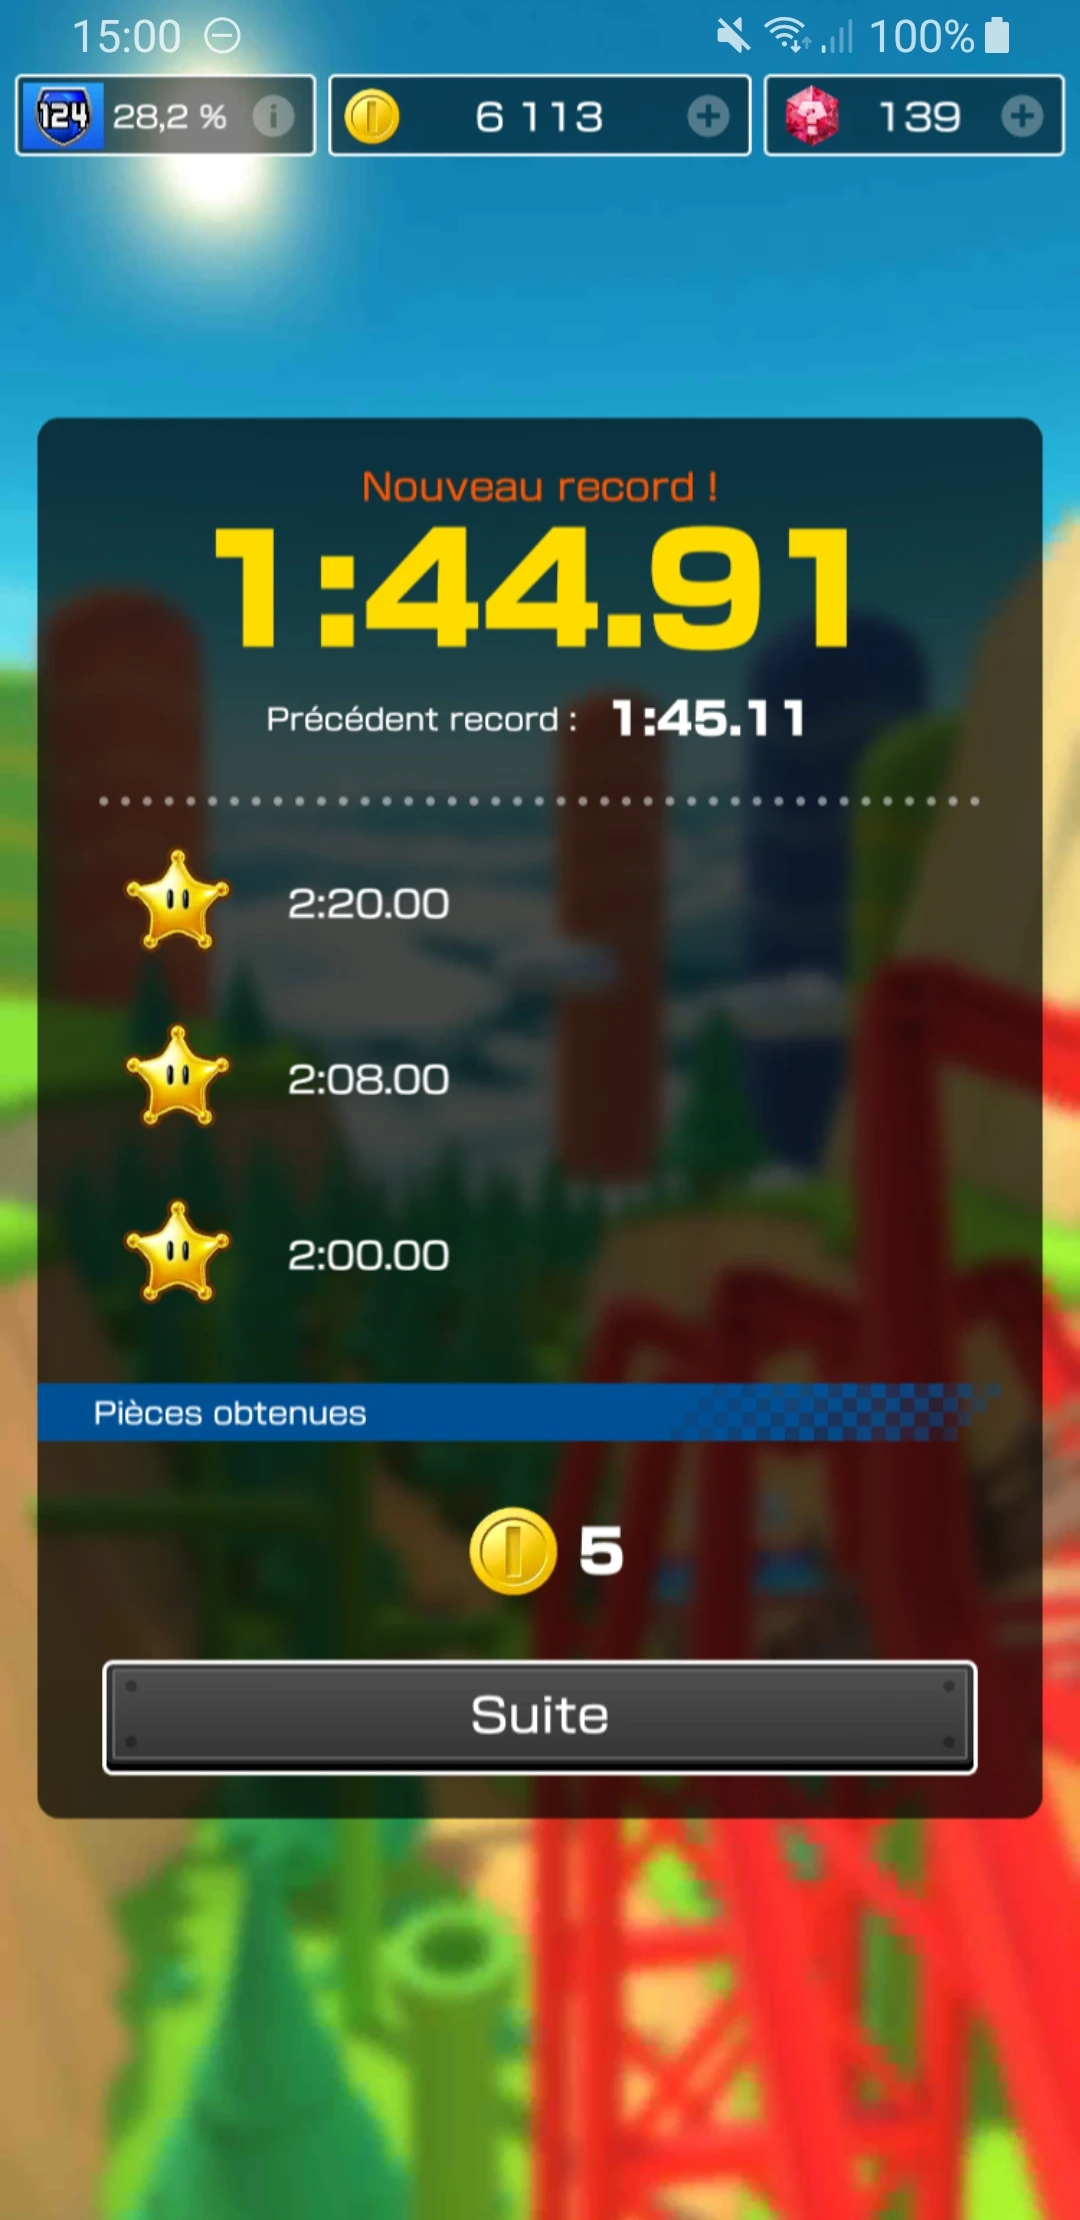 15:00 100%
124 28,2 % i 6 113 + 139 +
Nouveau record !
1:44.91
Précédent record : 1:45.11
2:20.00
2:08.00
2:00.00
Pièces obtenues
5
Suite